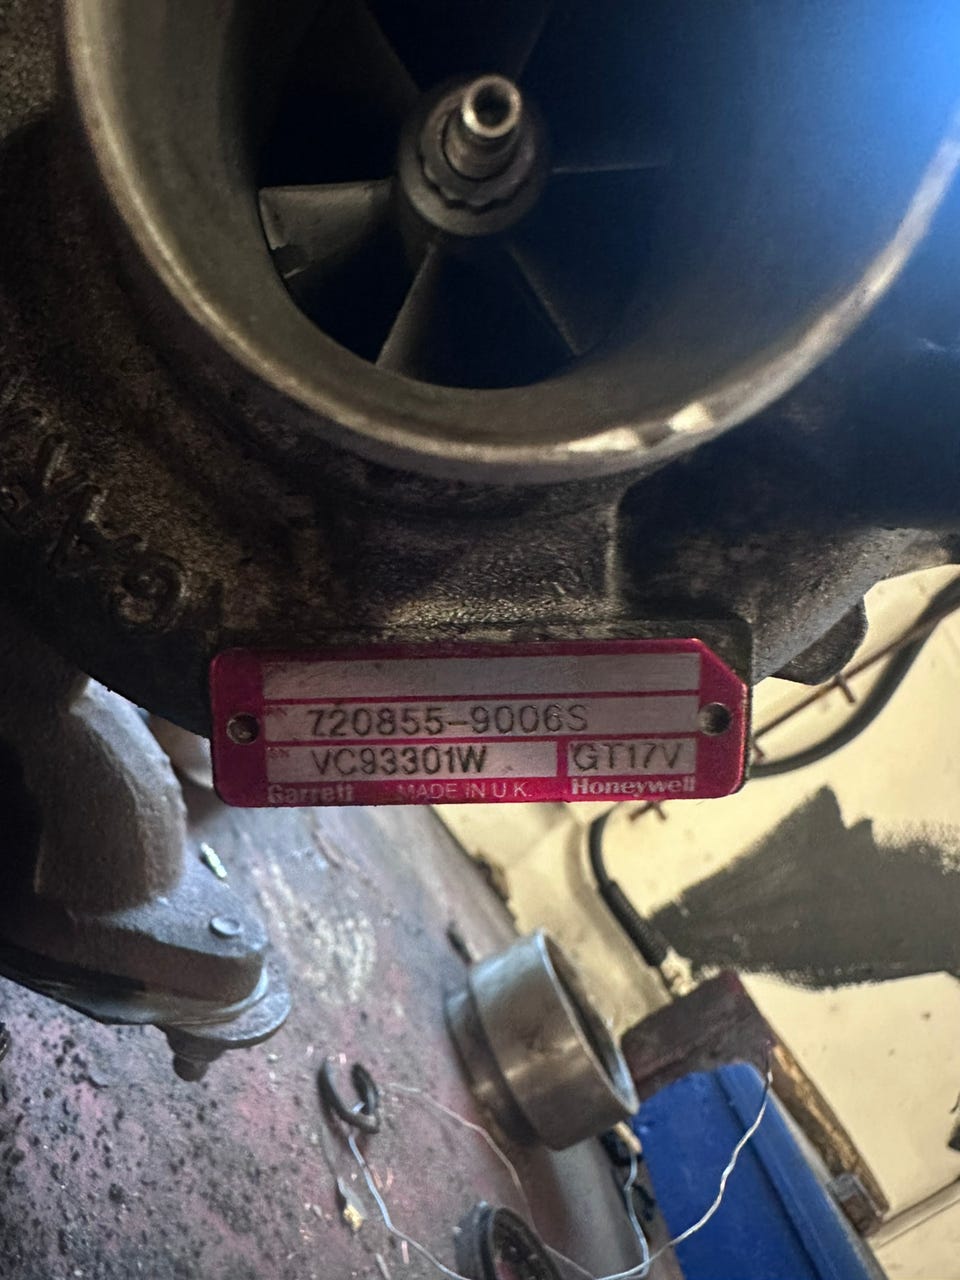 720855-9006S
VC93301W GT17V
Garrett MADE IN U.K. Honeywell